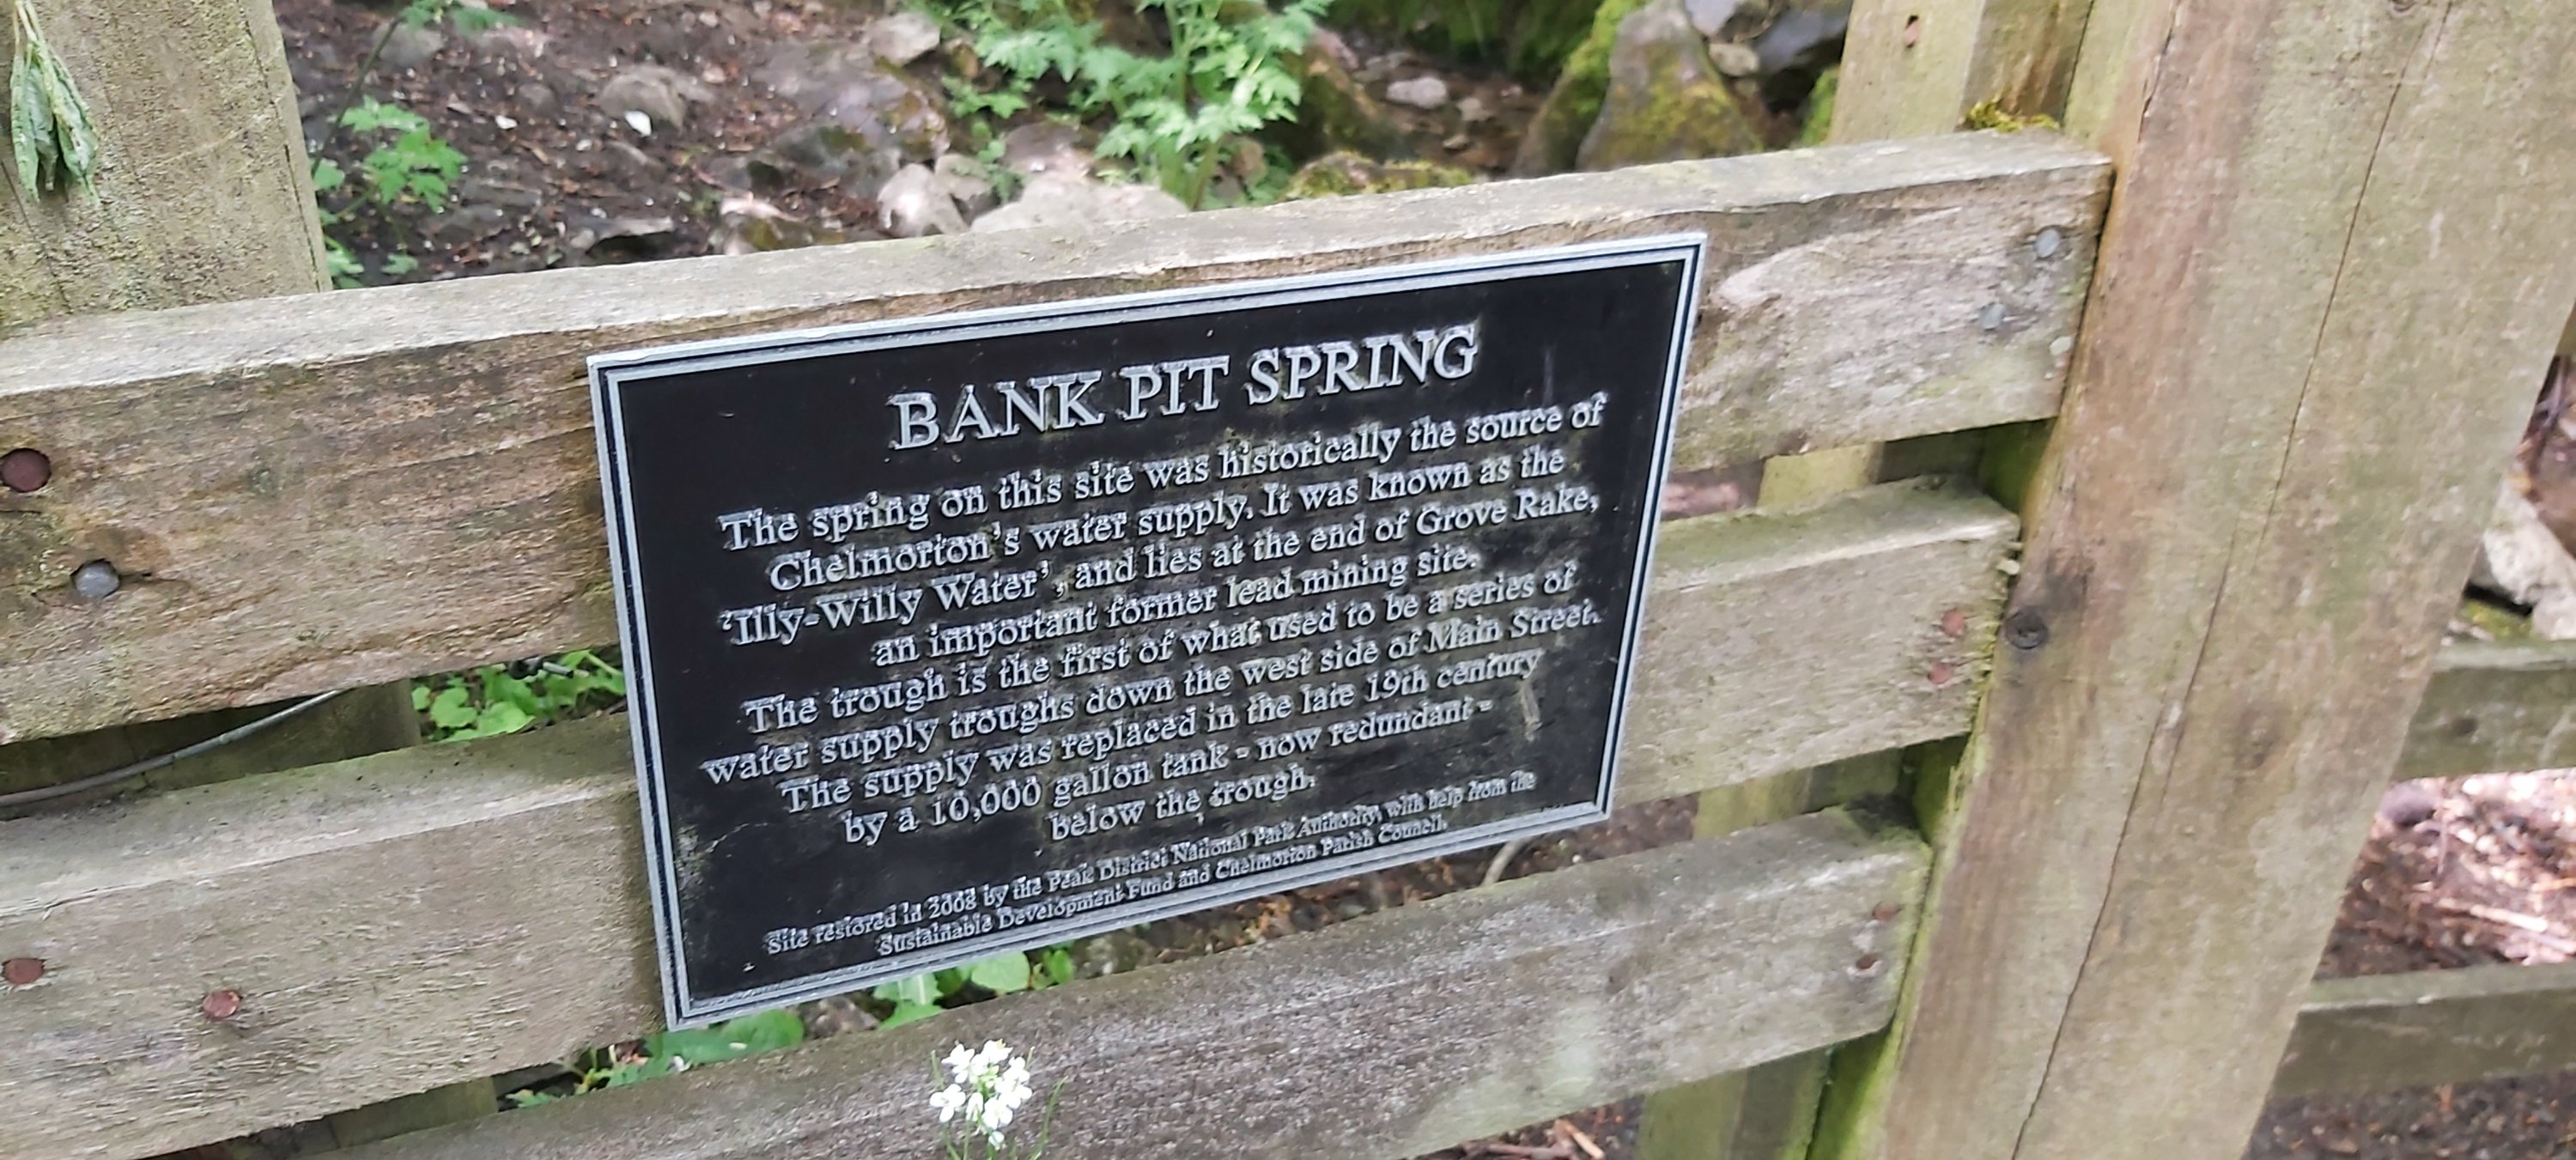 BANK PIT SPRING
The spring on this site was historically the source of
Chelmorton's water supply. It was known as the
'Illy-Willy Water', and lies at the end of Grove Rake,
an important former lead mining site.
The trough is the first of what used to be a series of
water supply troughs down the west side of Main Street.
The supply was replaced in the late 19th century
by a 10,000 gallon tank - now redundant -
below the trough.
Site restored in 2008 by the Peak District National Park Authority, with help from the
Sustainable Development Fund and Chelmorton Parish Council.